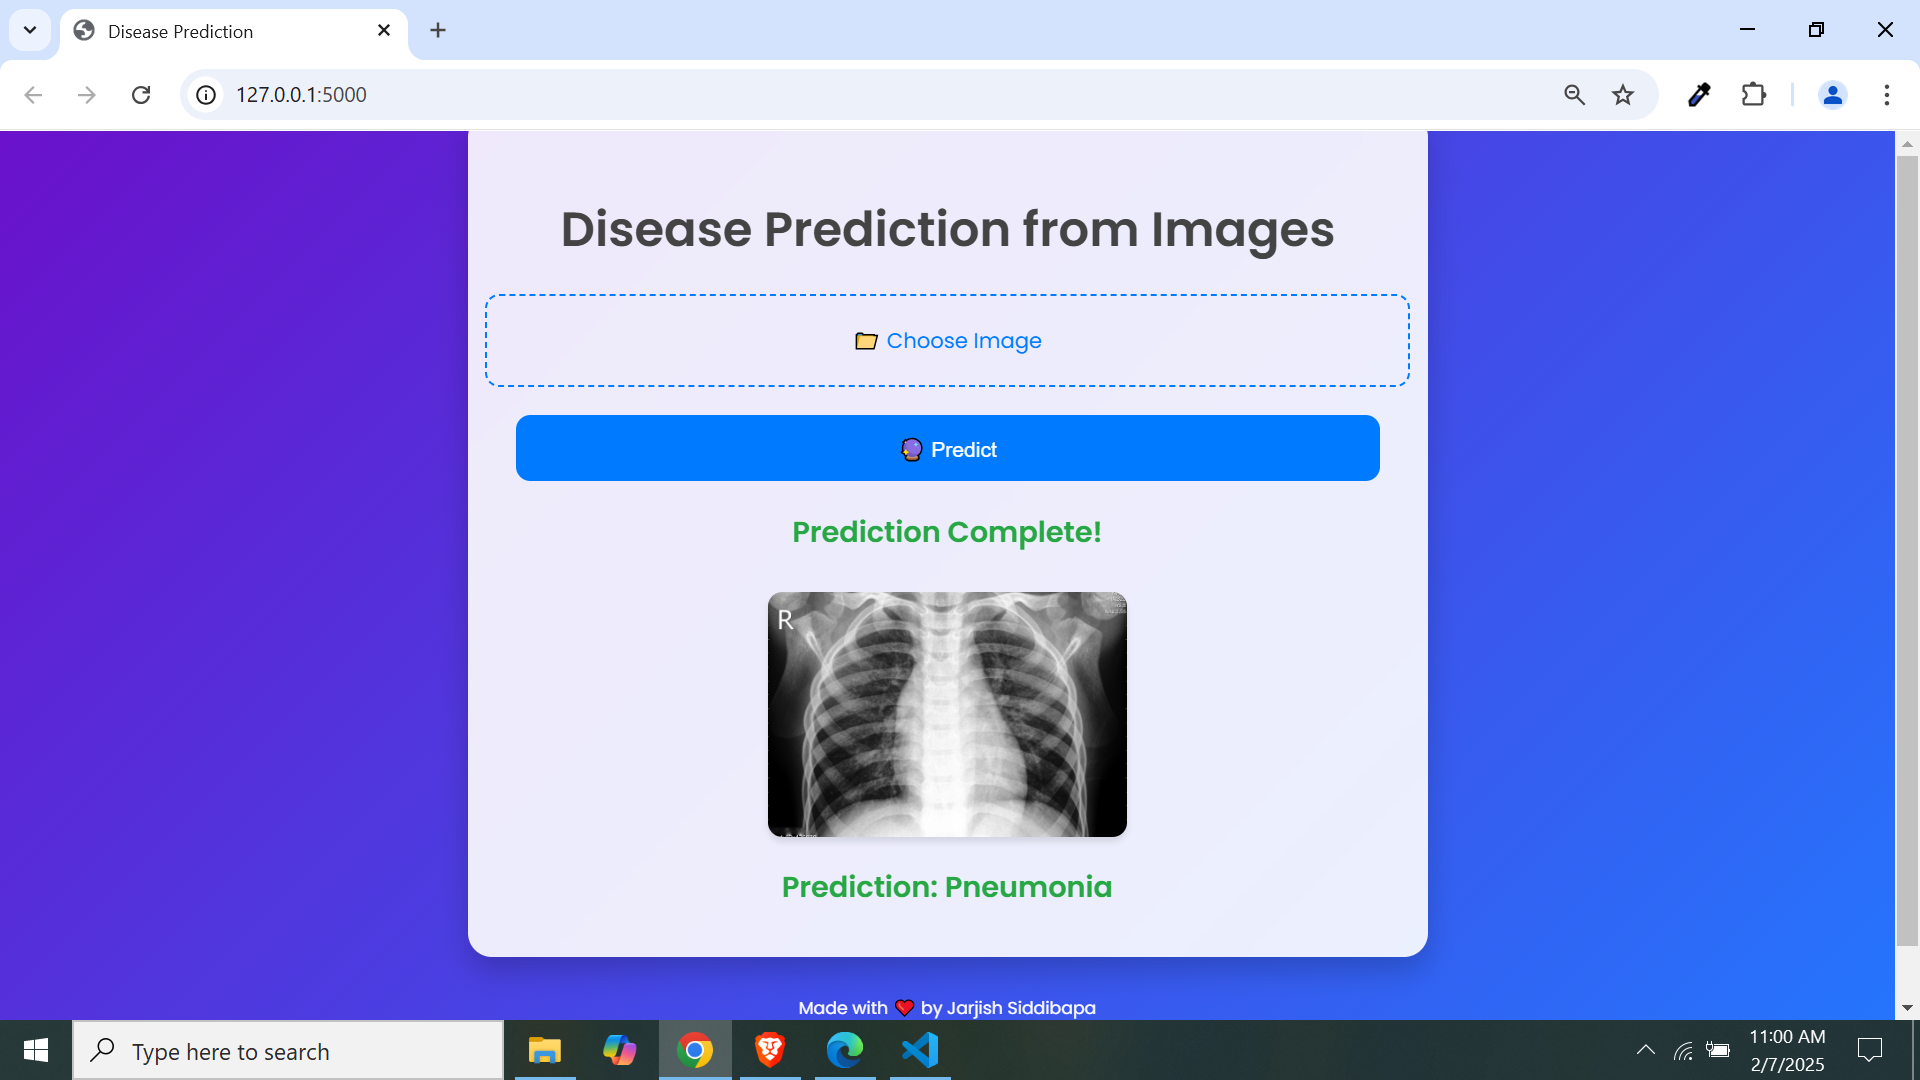 Disease Prediction
127.0.0.1:5000
Disease Prediction from Images
Choose Image
Predict
Prediction Complete!
R
Prediction: Pneumonia
Made with ❤️ by Jarjish Siddibapa
Type here to search
11:00 AM
2/7/2025